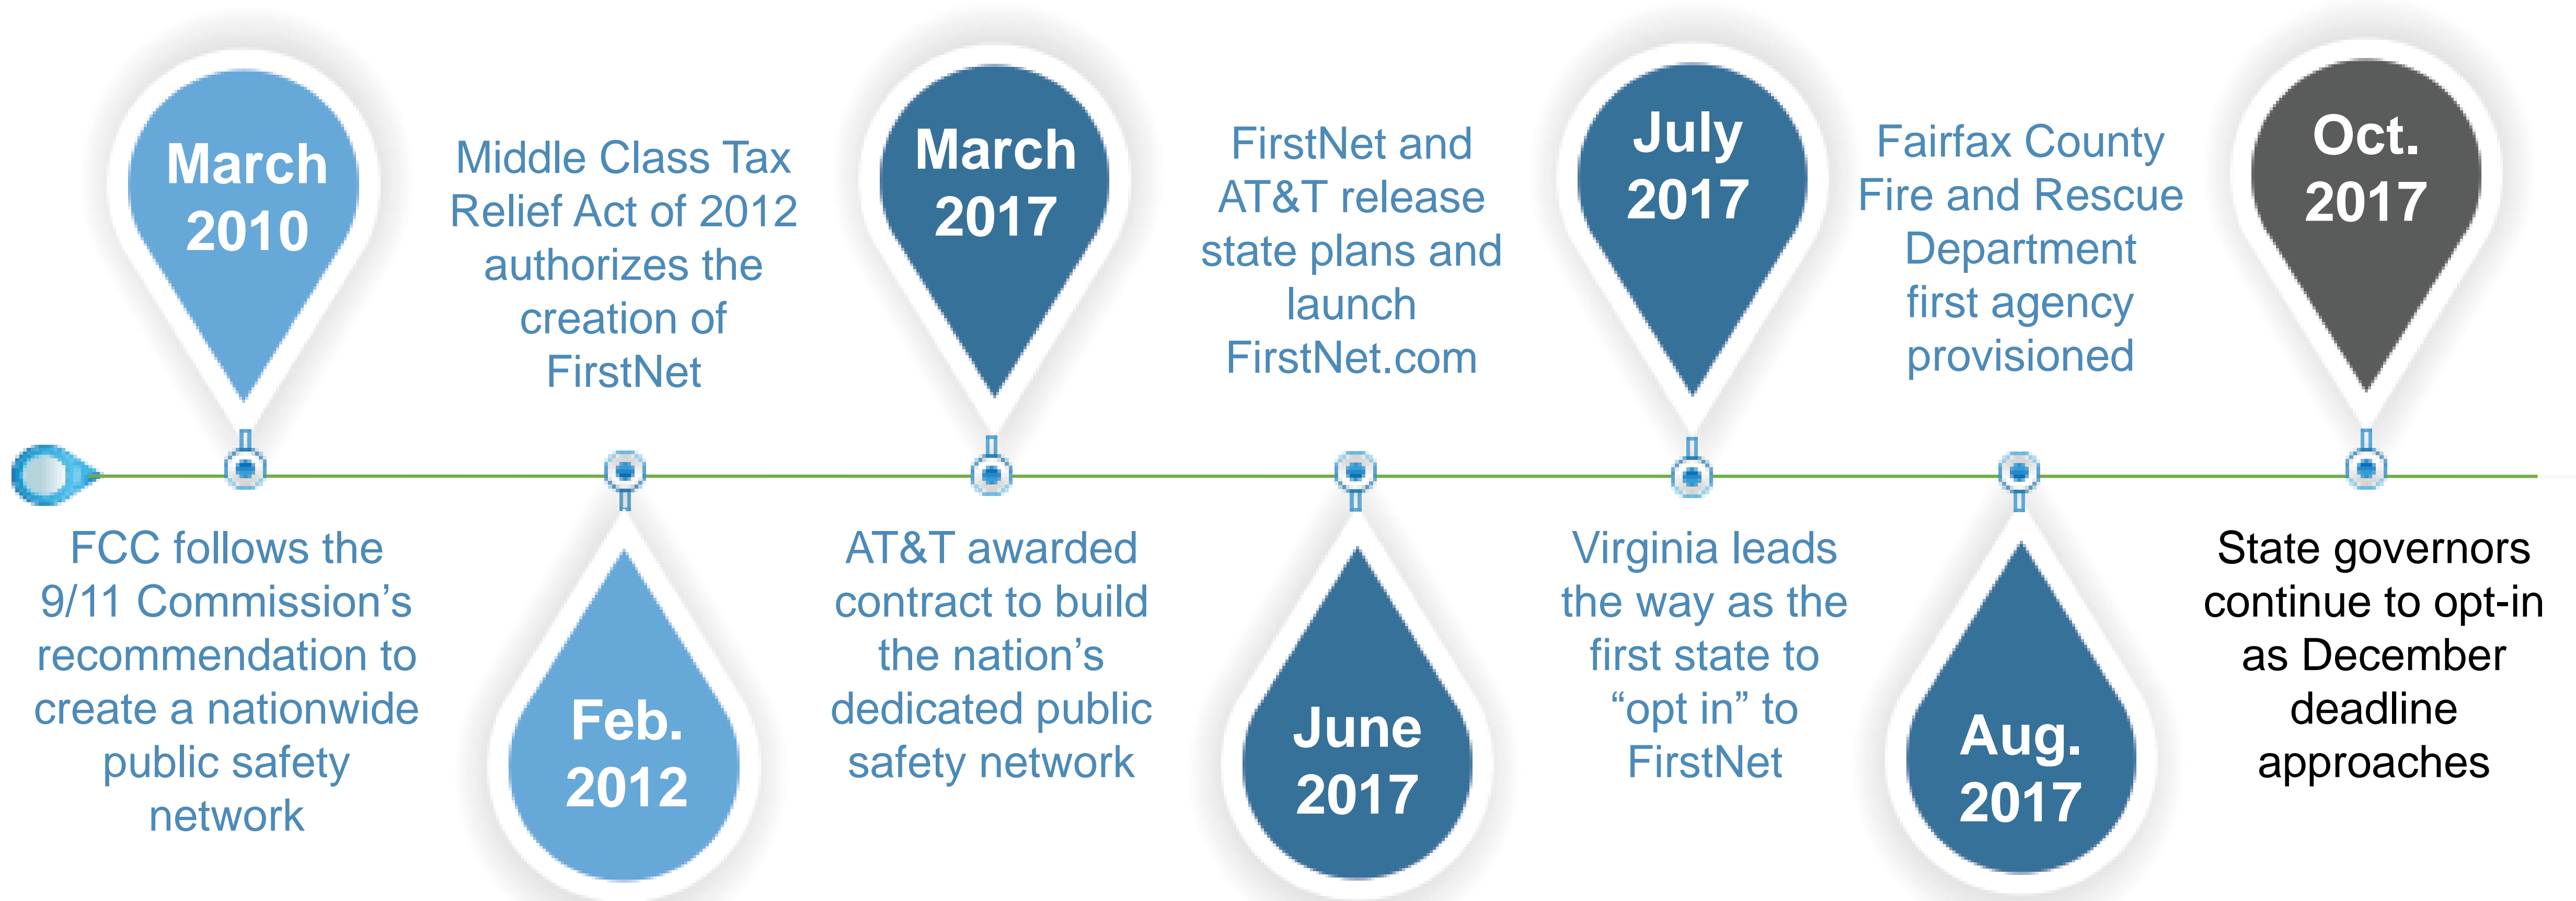 March
2010
FCC follows the
9/11 Commission’s
recommendation to
create a nationwide
public safety
network
Middle Class Tax
Relief Act of 2012
authorizes the
creation of
FirstNet
Feb.
2012
March
2017
AT&T awarded
contract to build
the nation’s
dedicated public
safety network
FirstNet and
AT&T release
state plans and
launch
FirstNet.com
June
2017
July
2017
Virginia leads
the way as the
first state to
“opt in” to
FirstNet
Fairfax County
Fire and Rescue
Department
first agency
provisioned
Aug.
2017
Oct.
2017
State governors
continue to opt-in
as December
deadline
approaches